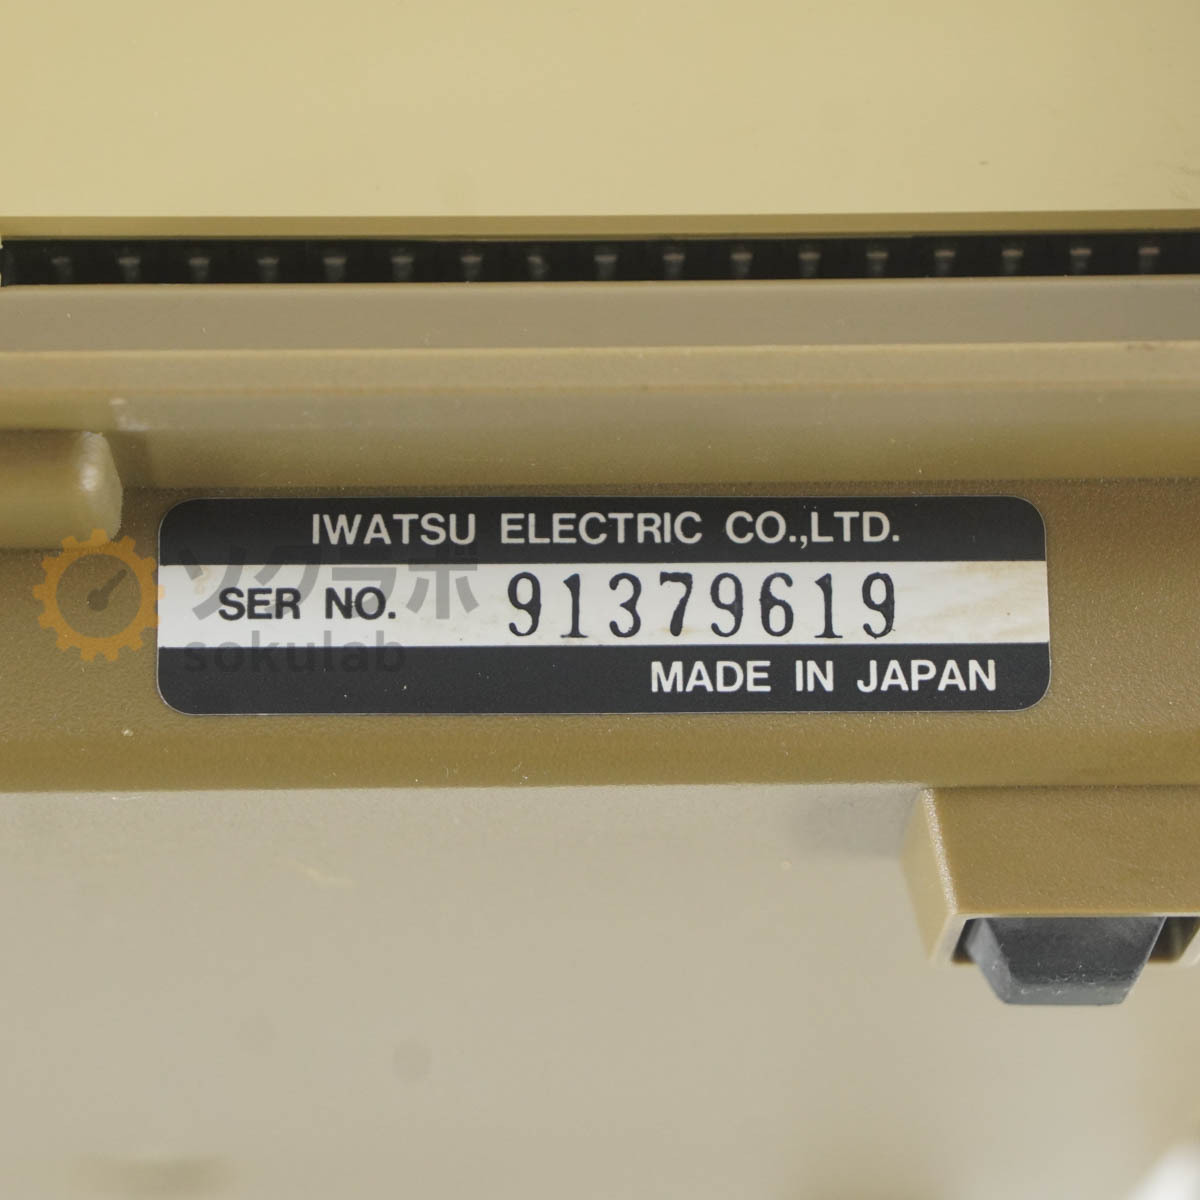 IWATSU ELECTRIC CO.,LTD.
ソクラボ
SER NO. 91379619
sokulab
MADE IN JAPAN